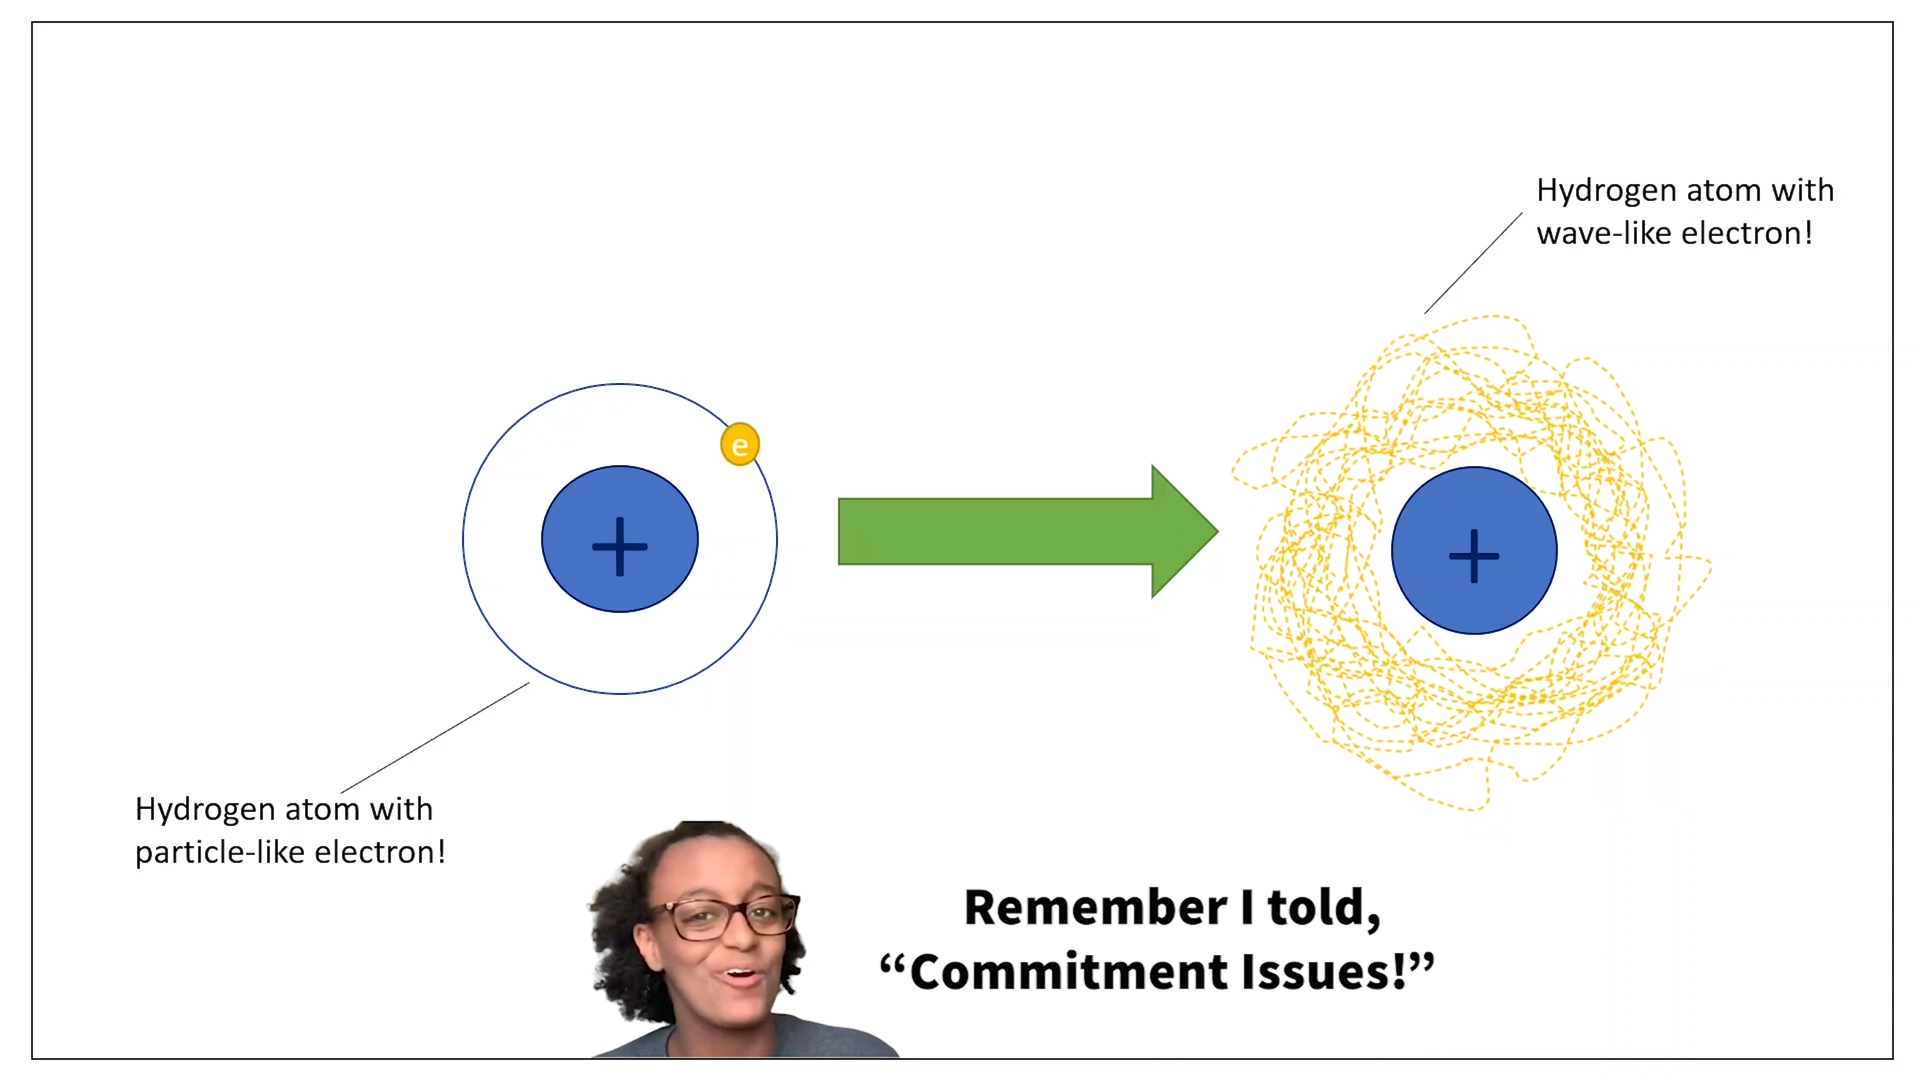 Hydrogen atom with
wave-like electron!
e
+
+
Hydrogen atom with
particle-like electron!
Remember I told,
“Commitment Issues!”